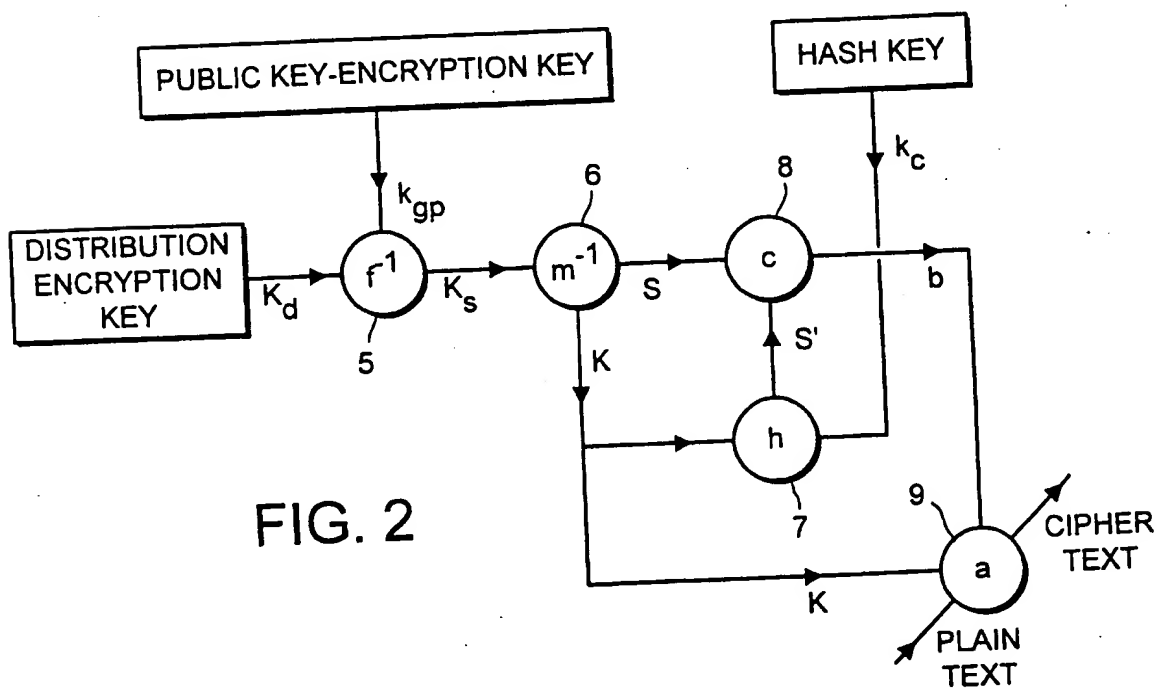 PUBLIC KEY-ENCRYPTION KEY
HASH KEY
k_c
k_gp
6
8
DISTRIBUTION
ENCRYPTION
KEY
K_d
f^-1
K_s
m^-1
S
c
b
5
K
S'
h
7
FIG. 2
9
a
CIPHER
TEXT
K
PLAIN
TEXT